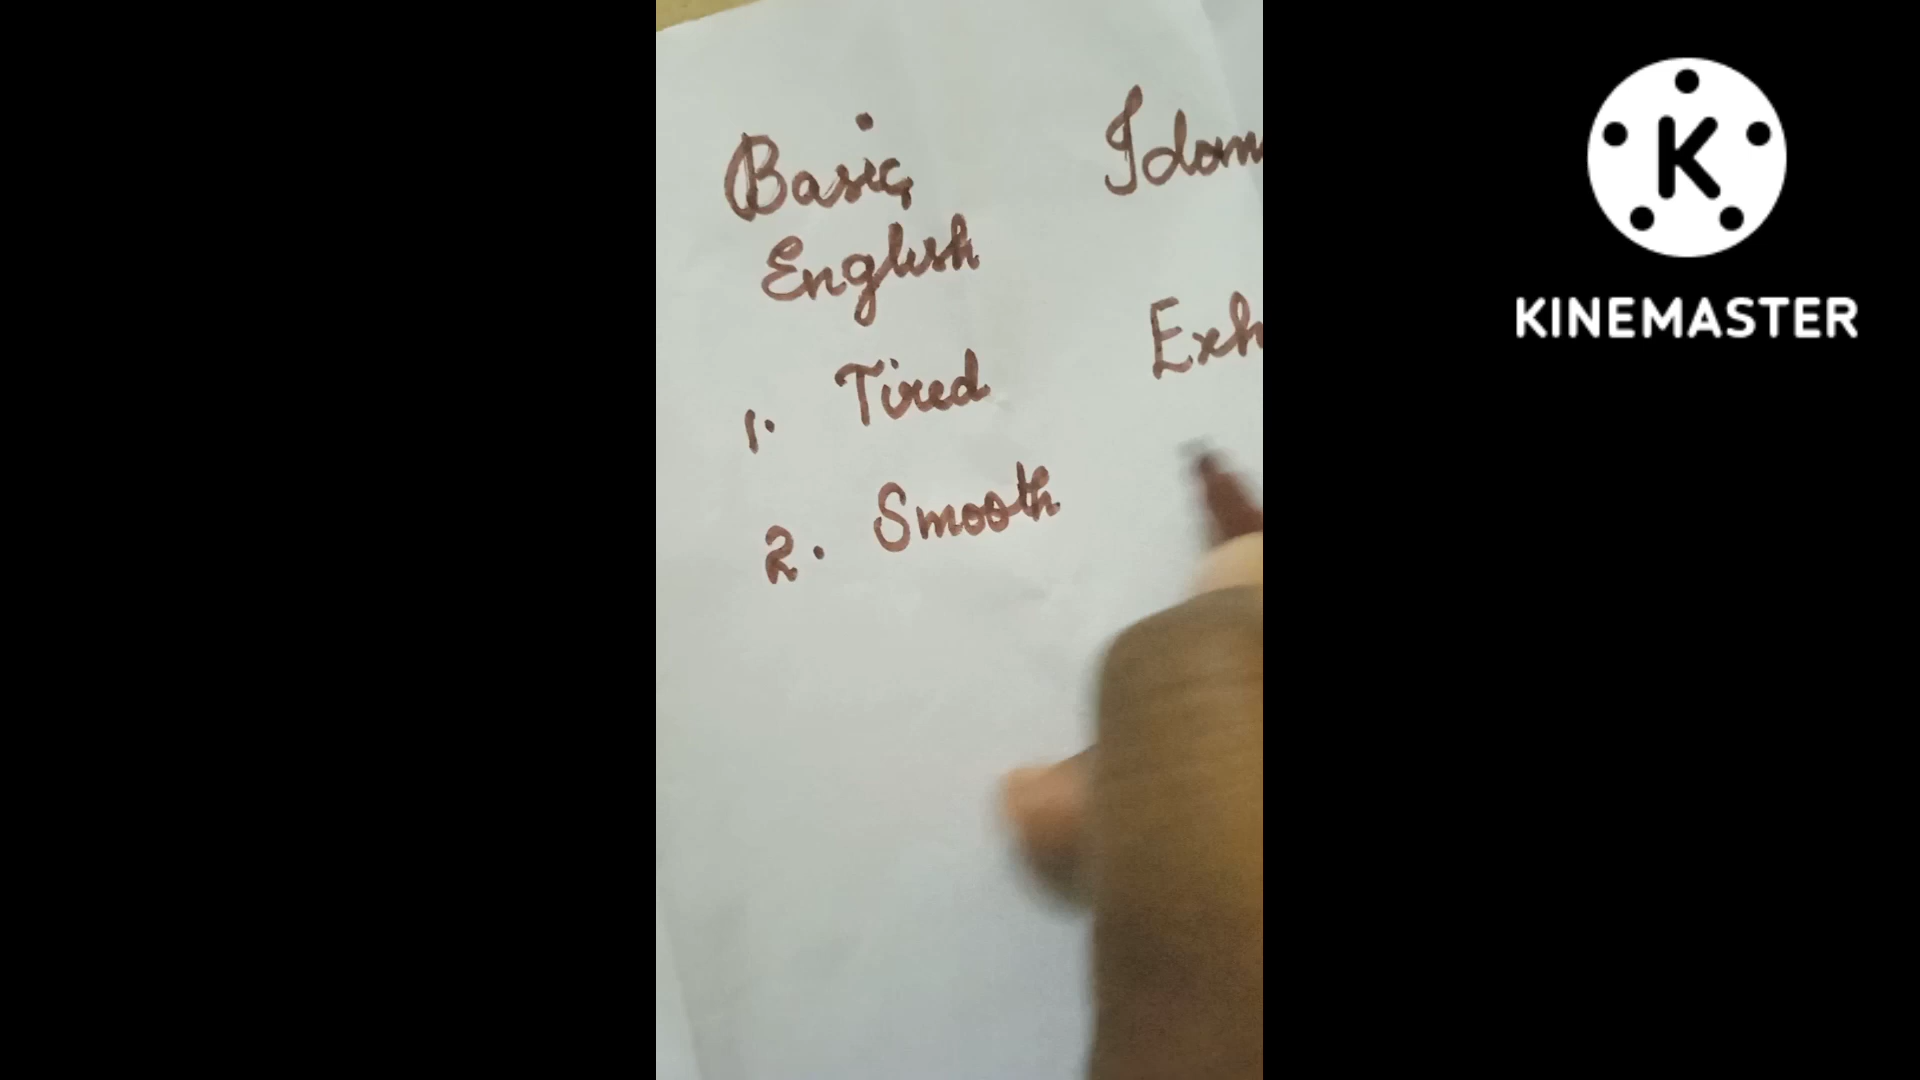 Basic
English
Idom
1. Tired
Exh
2. Smooth
KINEMASTER